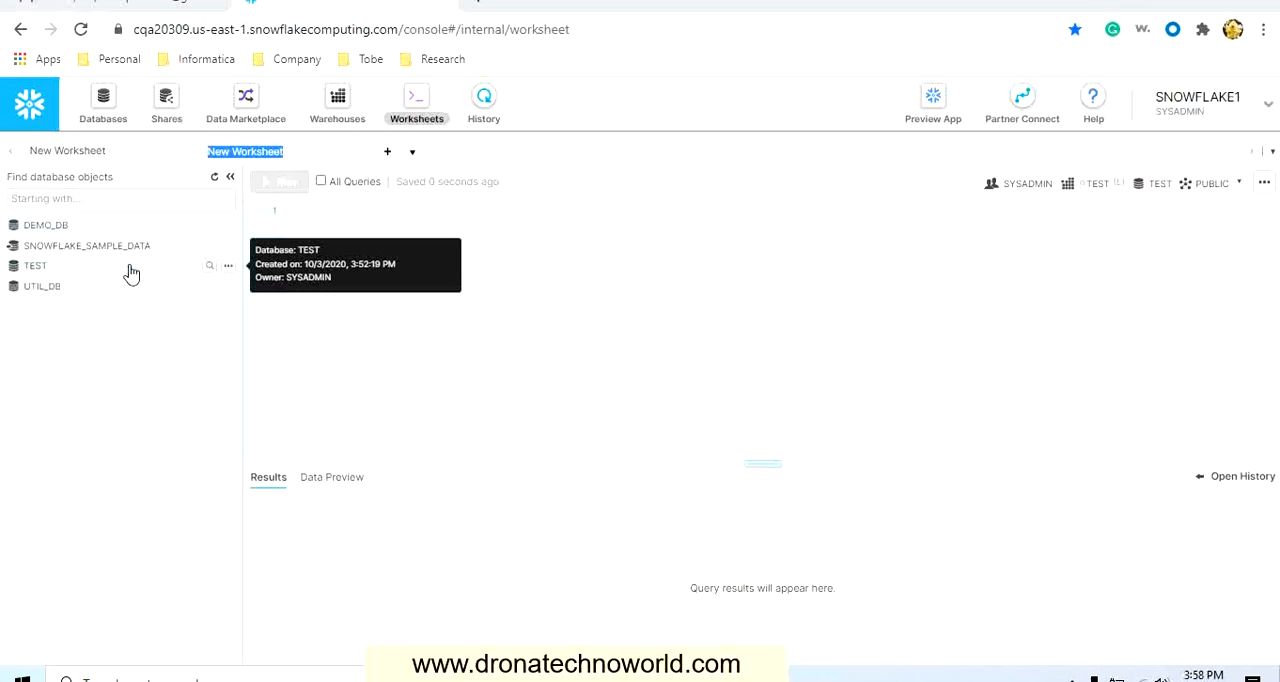 cqa20309.us-east-1.snowflakecomputing.com/console#/internal/worksheet
Apps Personal Informatica Company Tobe Research
Databases Shares Data Marketplace Warehouses Worksheets History Preview App Partner Connect Help
SNOWFLAKE1
SYSADMIN
New Worksheet New Worksheet
Find database objects
All Queries Saved 0 seconds ago
SYSADMIN TEST (L) TEST PUBLIC
Starting with...
1
DEMO_DB
SNOWFLAKE_SAMPLE_DATA
TEST
UTIL_DB
Database: TEST
Created on: 10/3/2020, 3:52:19 PM
Owner: SYSADMIN
Results Data Preview
Open History
Query results will appear here.
www.dronatechnoworld.com
3:58 PM